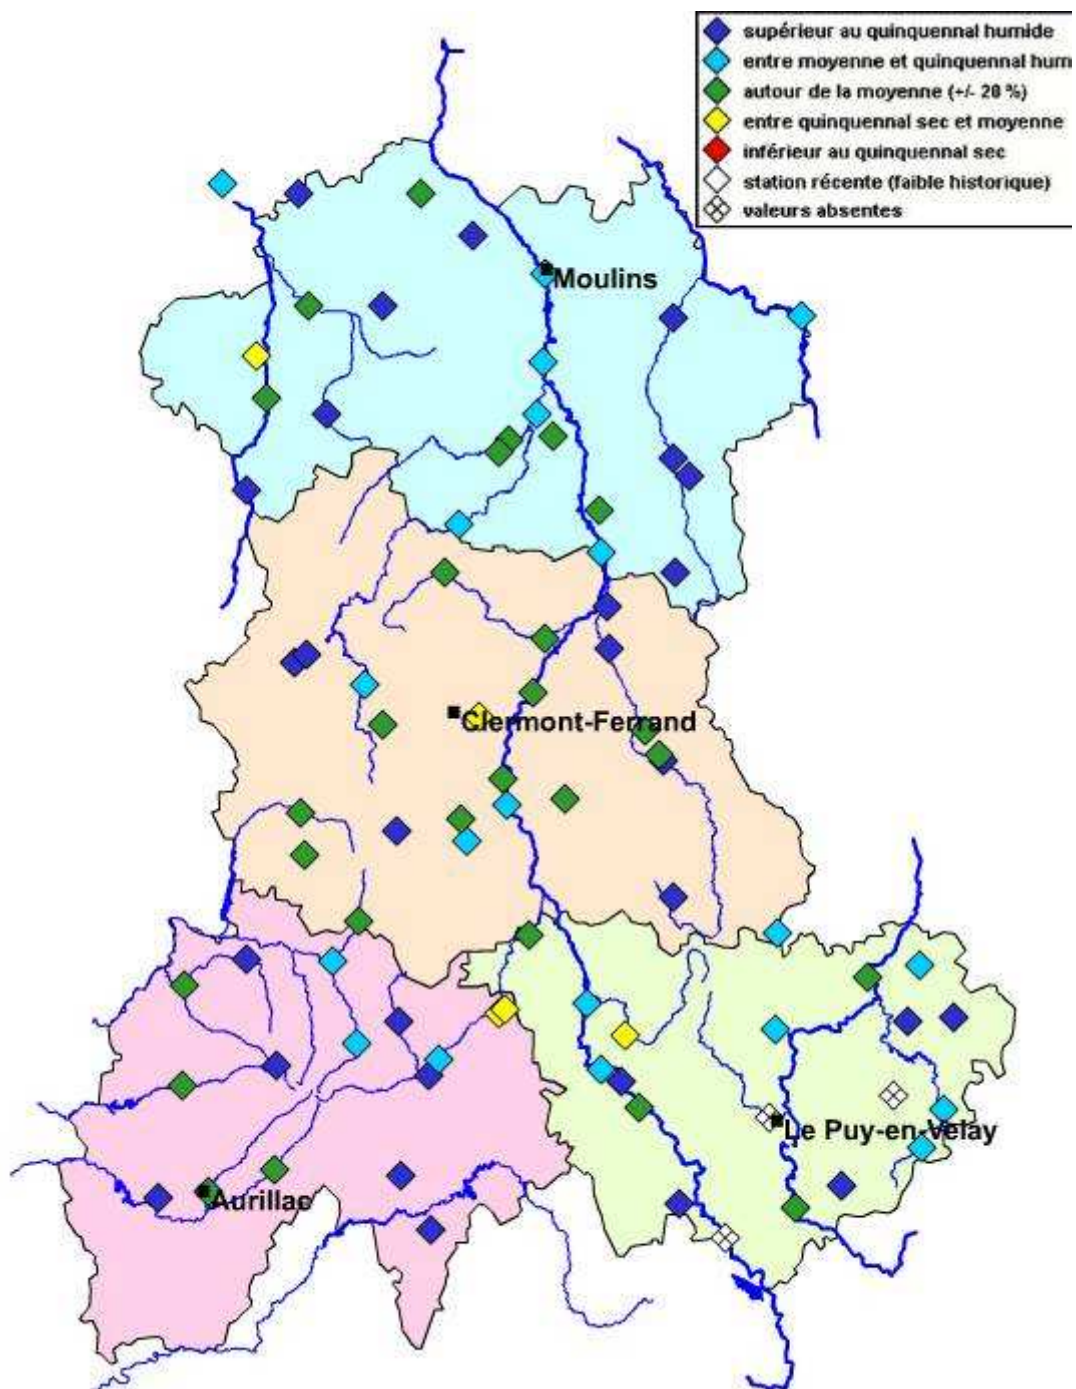 supérieur au quinquennal humide
entre moyenne et quinquennal hum
autour de la moyenne (+/- 20 %)
entre quinquennal sec et moyenne
inférieur au quinquennal sec
station récente (faible historique)
valeurs absentes
Moulins
Clermont-Ferrand
Le Puy-en-Velay
Aurillac